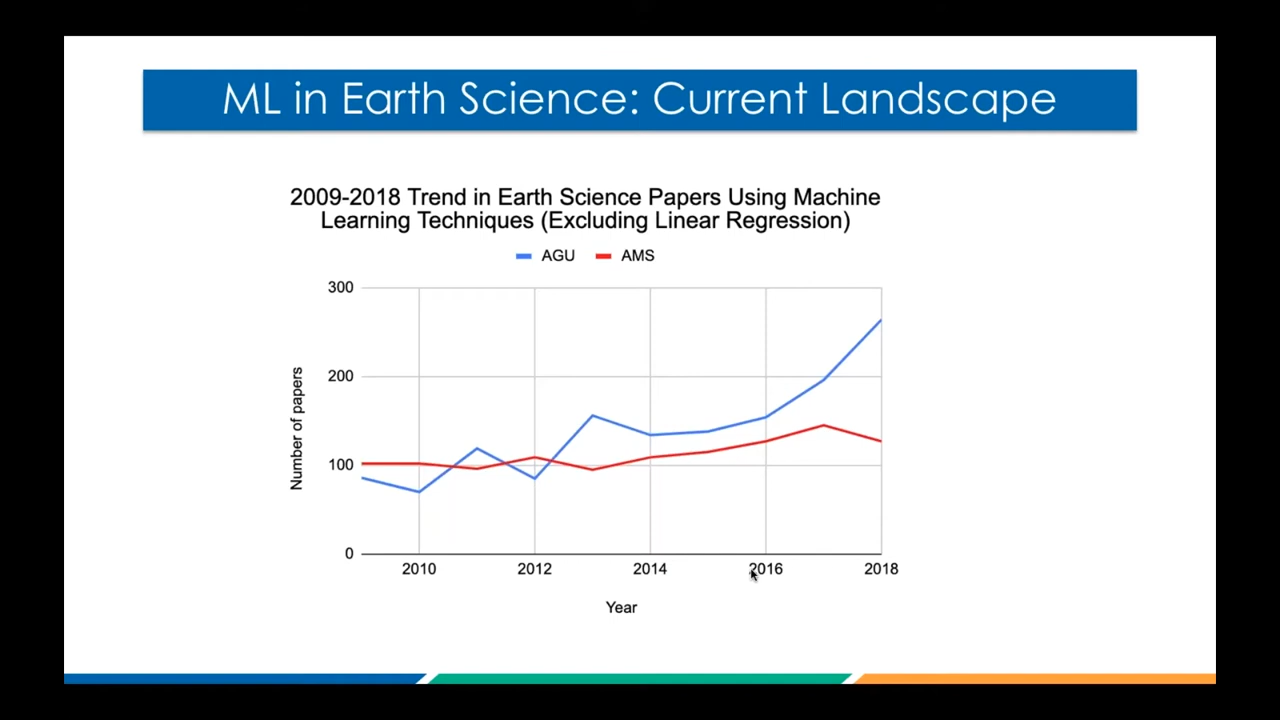 ML in Earth Science: Current Landscape
2009-2018 Trend in Earth Science Papers Using Machine
Learning Techniques (Excluding Linear Regression)
AGU AMS
300
200
100
0
Number of papers
2010 2012 2014 2016 2018
Year